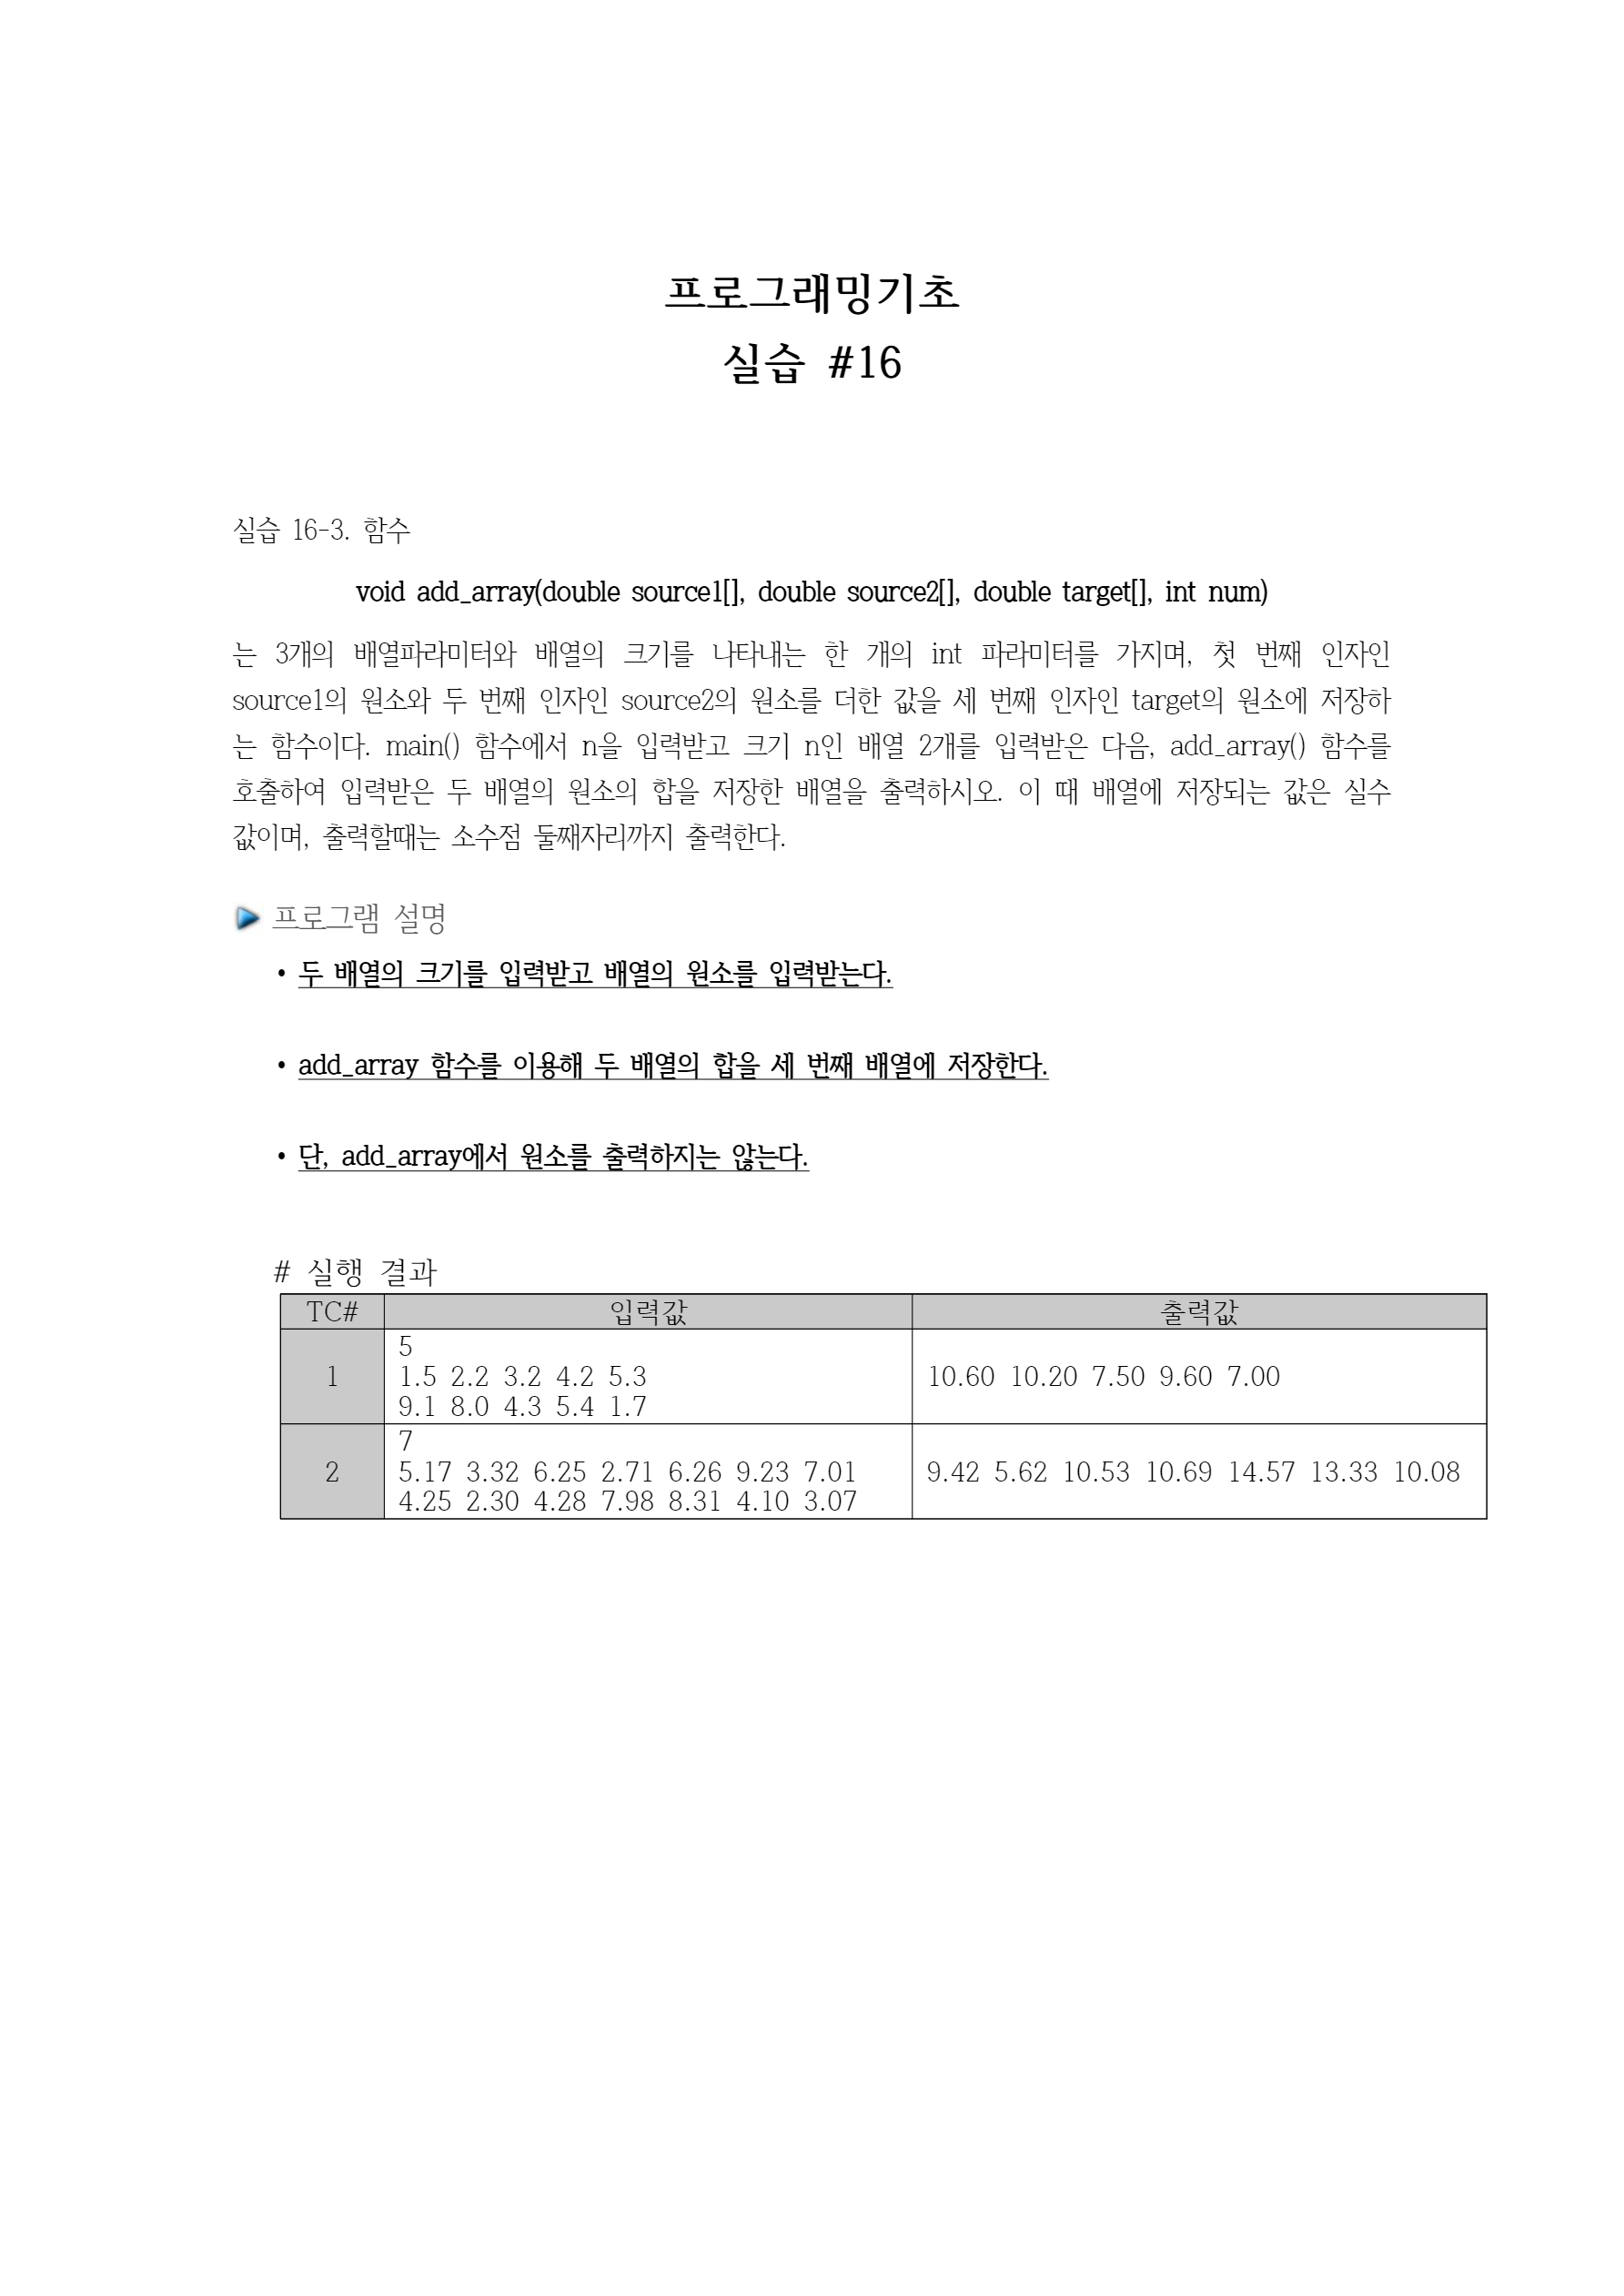 프로그래밍기초
실습 #16
실습 16-3. 함수
void add_array(double source1[], double source2[], double target[], int num)
는 3개의 배열파라미터와 배열의 크기를 나타내는 한 개의 int 파라미터를 가지며, 첫 번째 인자인
source1의 원소와 두 번째 인자인 source2의 원소를 더한 값을 세 번째 인자인 target의 원소에 저장하
는 함수이다. main() 함수에서 n을 입력받고 크기 n인 배열 2개를 입력받은 다음, add_array() 함수를
호출하여 입력받은 두 배열의 원소의 합을 저장한 배열을 출력하시오. 이 때 배열에 저장되는 값은 실수
값이며, 출력할때는 소수점 둘째자리까지 출력한다.
프로그램 설명
• 두 배열의 크기를 입력받고 배열의 원소를 입력받는다.
• add_array 함수를 이용해 두 배열의 합을 세 번째 배열에 저장한다.
• 단, add_array에서 원소를 출력하지는 않는다.
# 실행 결과
TC# 입력값 출력값
1
5
1.5 2.2 3.2 4.2 5.3
9.1 8.0 4.3 5.4 1.7
10.60 10.20 7.50 9.60 7.00
2
7
5.17 3.32 6.25 2.71 6.26 9.23 7.01
4.25 2.30 4.28 7.98 8.31 4.10 3.07
9.42 5.62 10.53 10.69 14.57 13.33 10.08